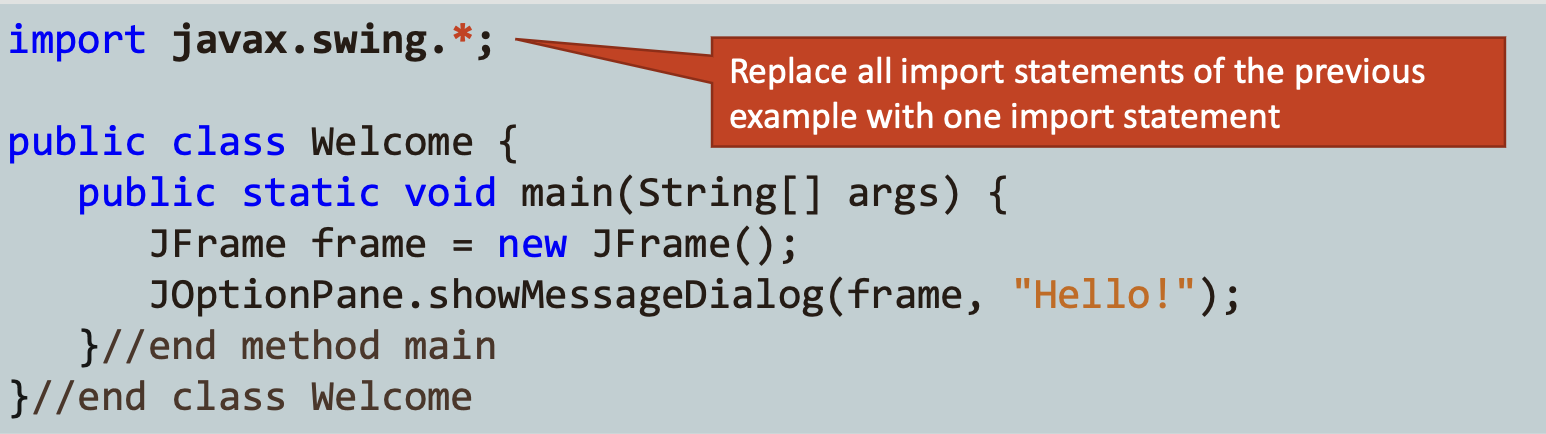 import javax.swing.*;
Replace all import statements of the previous
example with one import statement
public class Welcome {
public static void main(String[] args) {
JFrame frame = new JFrame();
JOptionPane.showMessageDialog(frame, "Hello!");
}//end method main
}//end class Welcome